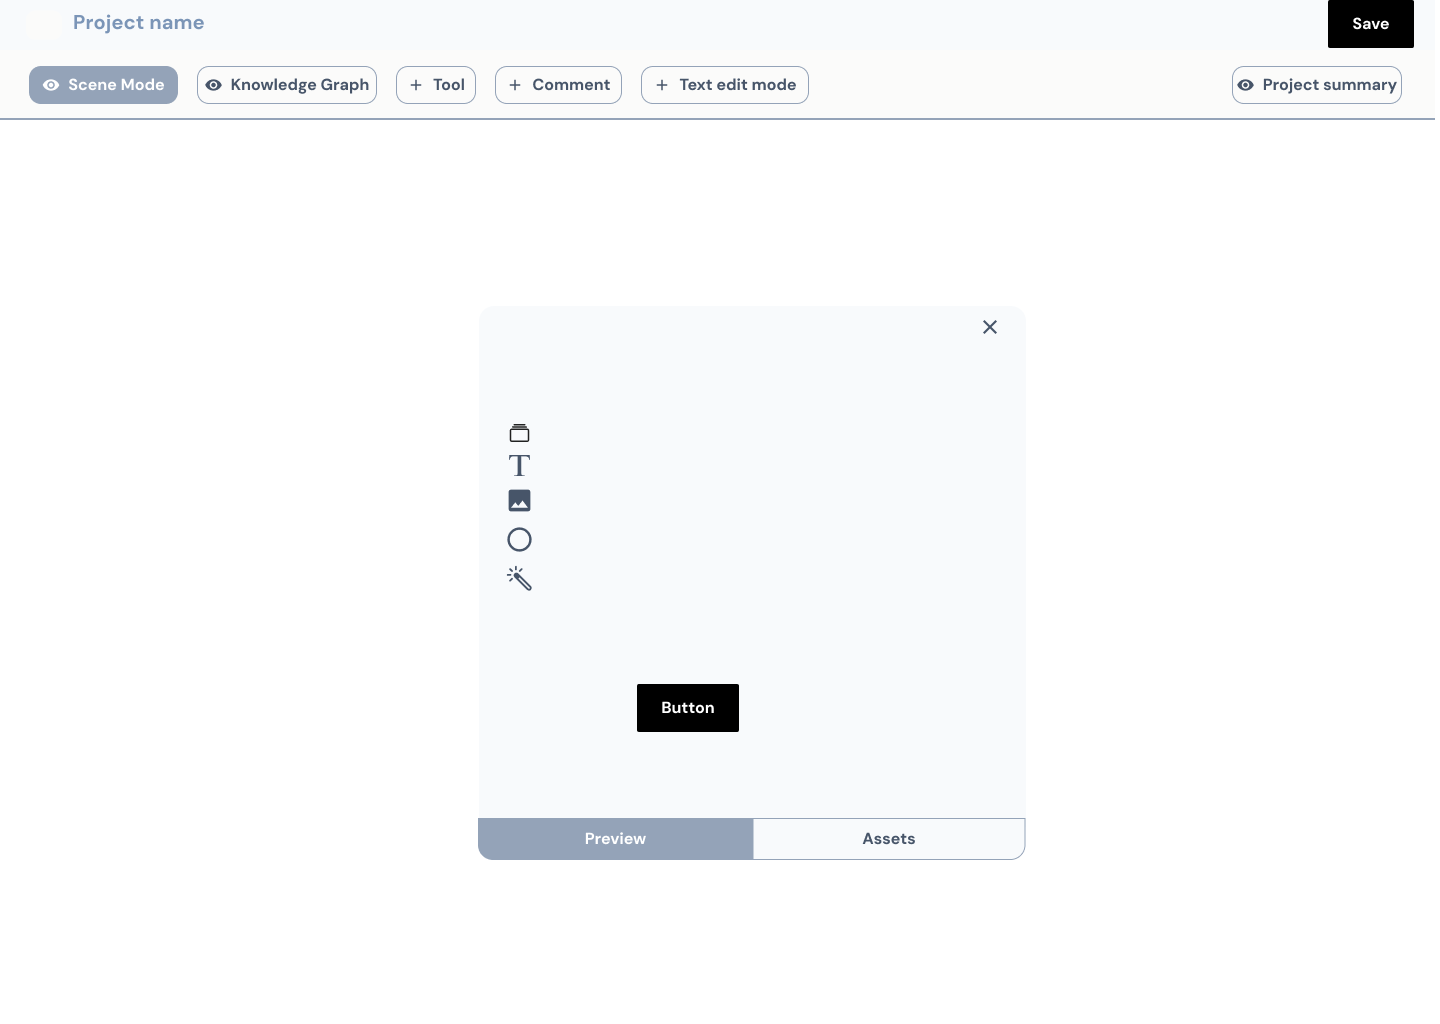 Project name
Save
Scene Mode
Knowledge Graph
Tool
Comment
Text edit mode
Project summary
Button
Preview
Assets